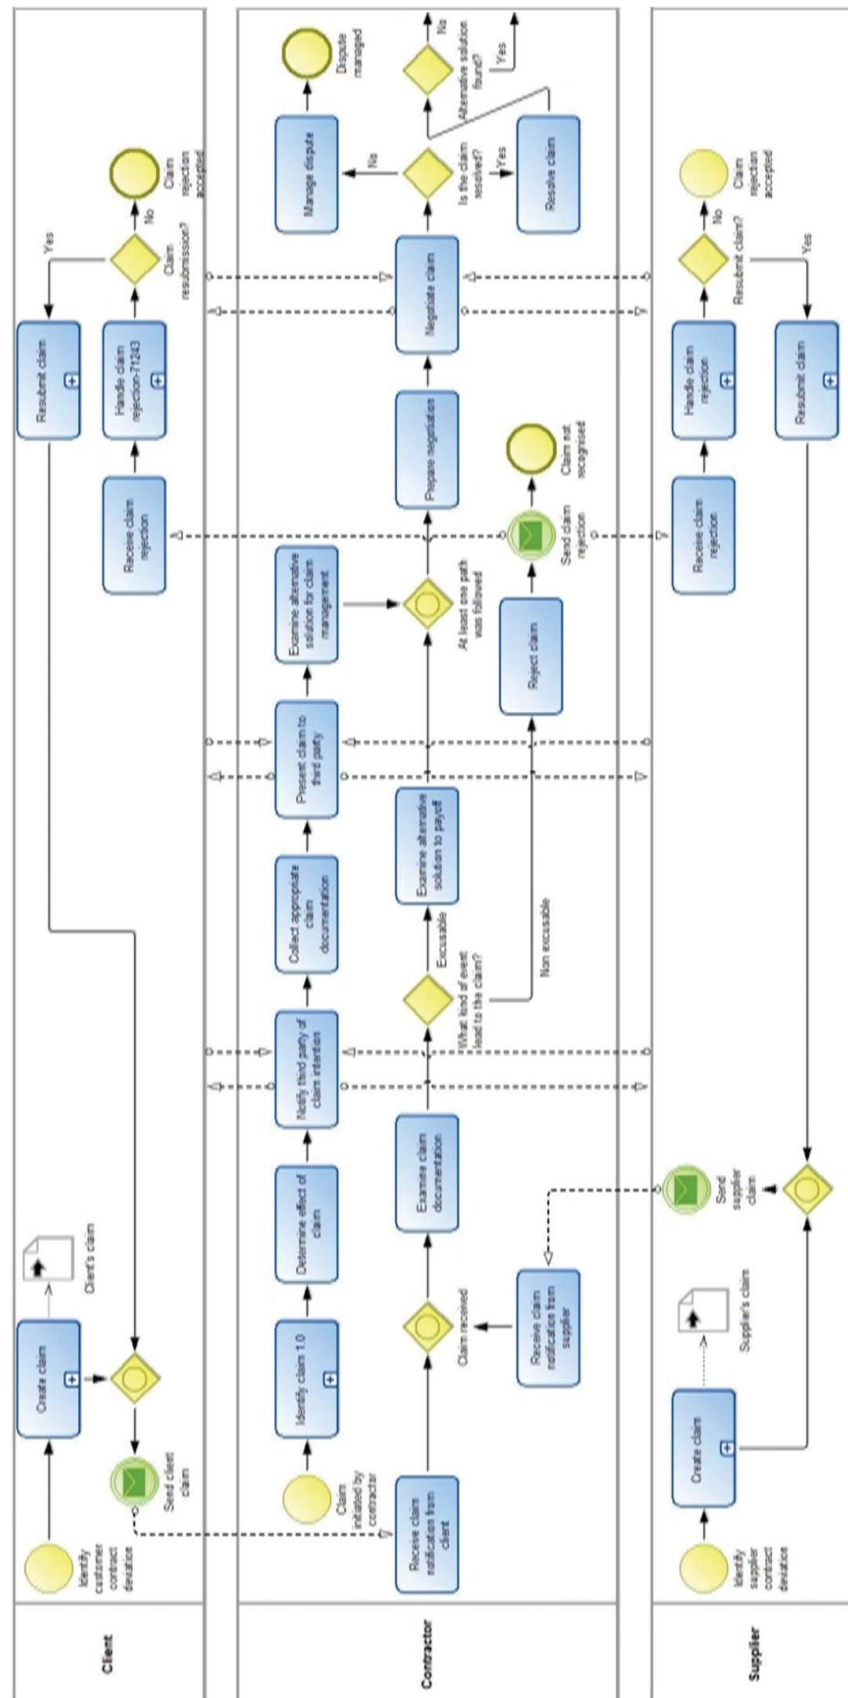 Client
Identify
customer
contract
deviation
Create claim
Client's claim
Send client
claim
Resubmit claim
Receive claim
rejection
Handle claim
rejection-71243
Claim
resubmission?
Yes
No
Claim
rejection
accepted
Contractor
Claim
initiated by
contractor
Identify claim 1.0
Determine effect of
claim
Notify third party of
claim intention
Collect appropriate
claim
documentation
Present claim to
third party
Examine alternative
solution for claim
management
Receive claim
notification from
client
Claim received
Receive claim
notification from
supplier
Examine claim
documentation
What kind of event
lead to the claim?
Excusable
Non excusable
Examine alternative
solution to payoff
At least one path
was followed
Reject claim
Send claim
rejection
Claim not
recognised
Prepare negotiation
Negotiate claim
Is the claim
resolved?
No
Yes
Manage dispute
Dispute
managed
Resolve claim
Alternative solution
found?
No
Yes
Supplier
Identify
supplier
contract
deviation
Create claim
Supplier's claim
Send
supplier
claim
Receive claim
rejection
Handle claim
rejection
Resubmit claim?
No
Yes
Claim
rejection
accepted
Resubmit claim